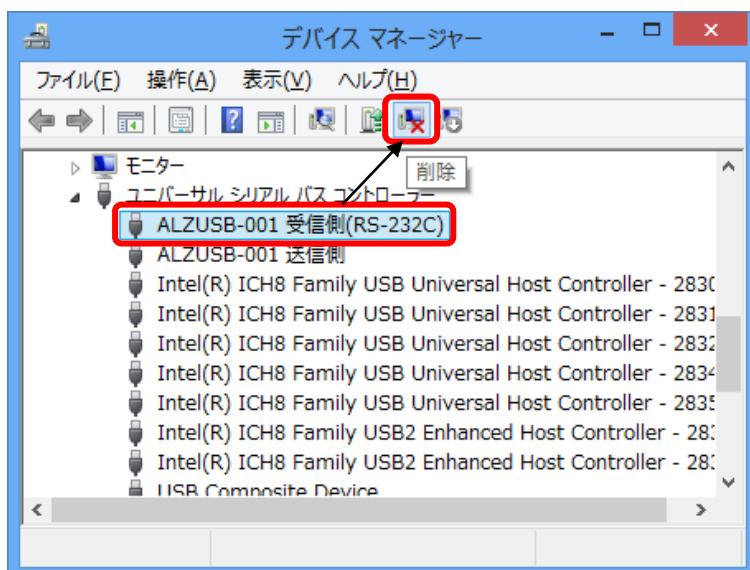 デバイス マネージャー
ファイル(F) 操作(A) 表示(V) ヘルプ(H)
モニター
削除
ユニバーサル シリアル バス コントローラー
ALZUSB-001 受信側(RS-232C)
ALZUSB-001 送信側
Intel(R) ICH8 Family USB Universal Host Controller - 2830
Intel(R) ICH8 Family USB Universal Host Controller - 2831
Intel(R) ICH8 Family USB Universal Host Controller - 2832
Intel(R) ICH8 Family USB Universal Host Controller - 2834
Intel(R) ICH8 Family USB Universal Host Controller - 2835
Intel(R) ICH8 Family USB2 Enhanced Host Controller - 28
Intel(R) ICH8 Family USB2 Enhanced Host Controller - 28
USB Composite Device